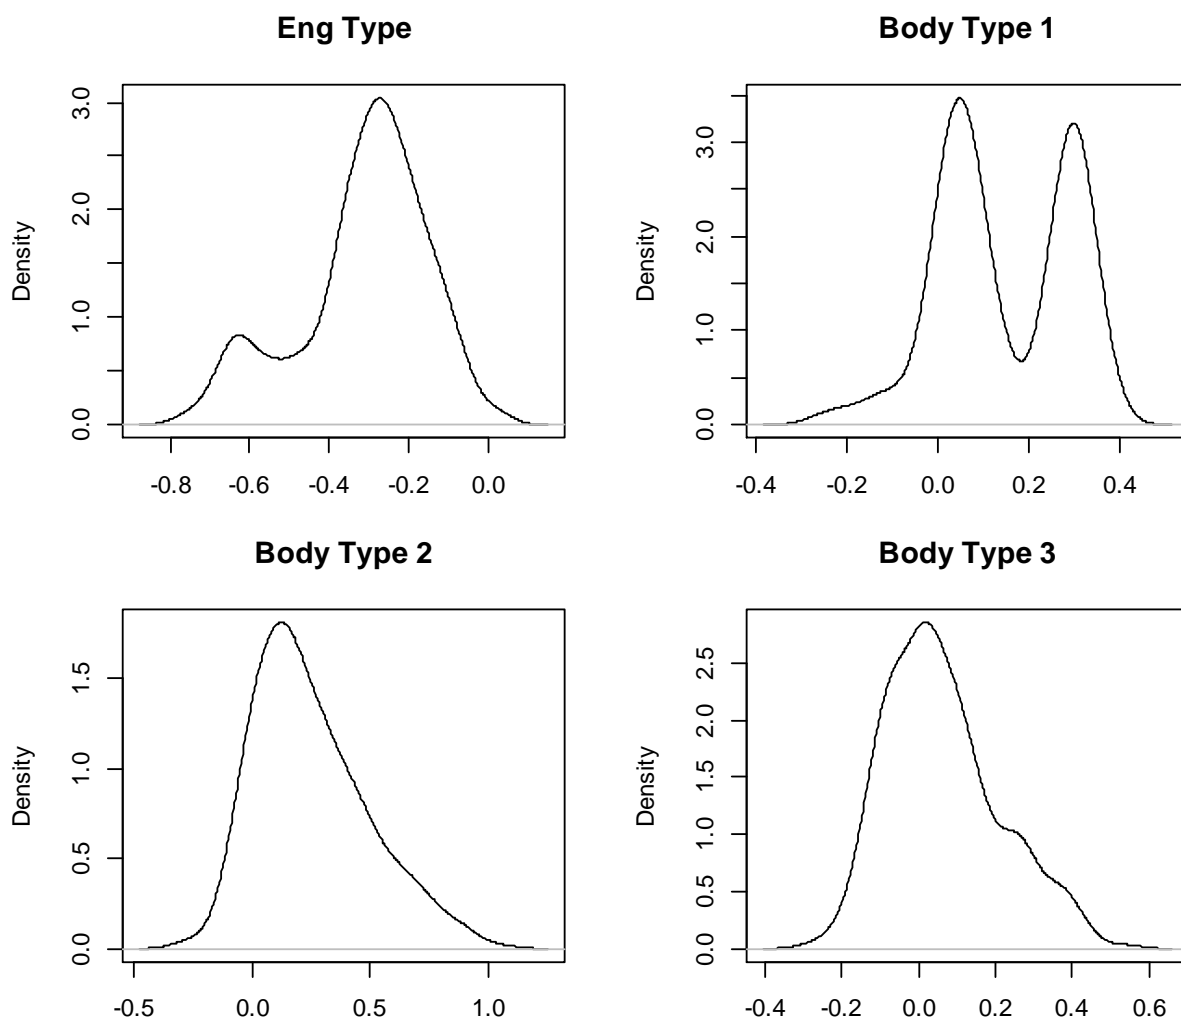 Eng Type
Density
0.0 1.0 2.0 3.0
-0.8 -0.6 -0.4 -0.2 0.0
Body Type 1
Density
0.0 1.0 2.0 3.0
-0.4 -0.2 0.0 0.2 0.4
Body Type 2
Density
0.0 0.5 1.0 1.5
-0.5 0.0 0.5 1.0
Body Type 3
Density
0.0 0.5 1.0 1.5 2.0 2.5
-0.4 -0.2 0.0 0.2 0.4 0.6